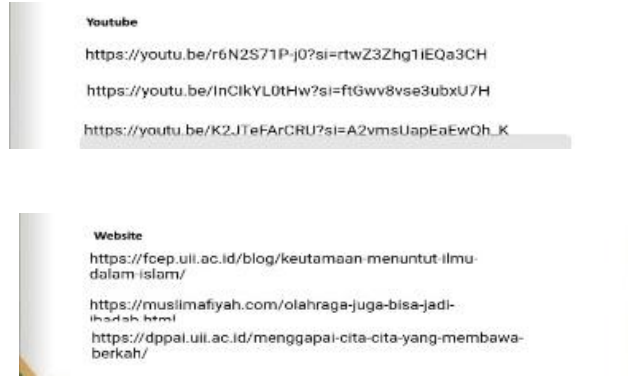 Youtube
https://youtu.be/r6N2S71P-j0?si=rtwZ3Zhg1iEQa3CH
https://youtu.be/InClkYL0tHw?si=ftGwv8vse3ubxU7H
https://youtu.be/K2JTeFArCRU?si=A2vmsUapEaEwQh_K
Website
https://fcep.uii.ac.id/blog/keutamaan-menuntut-ilmu-
dalam-islam/
https://muslimafiyah.com/olahraga-juga-bisa-jadi-
ibadah.html
https://dppai.uii.ac.id/menggapai-cita-cita-yang-membawa-
berkah/